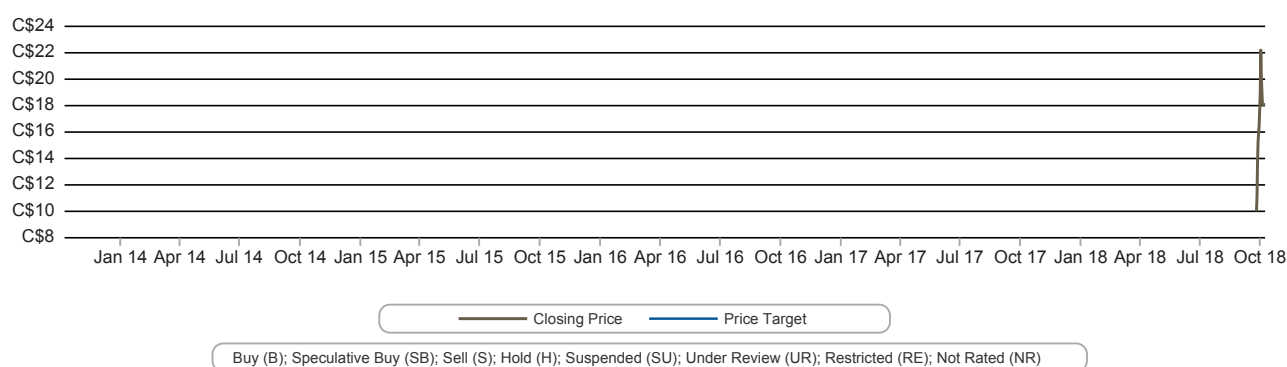 C$24
C$22
C$20
C$18
C$16
C$14
C$12
C$10
C$8
Jan 14 Apr 14 Jul 14 Oct 14 Jan 15 Apr 15 Jul 15 Oct 15 Jan 16 Apr 16 Jul 16 Oct 16 Jan 17 Apr 17 Jul 17 Oct 17 Jan 18 Apr 18 Jul 18 Oct 18
Closing Price Price Target
Buy (B); Speculative Buy (SB); Sell (S); Hold (H); Suspended (SU); Under Review (UR); Restricted (RE); Not Rated (NR)